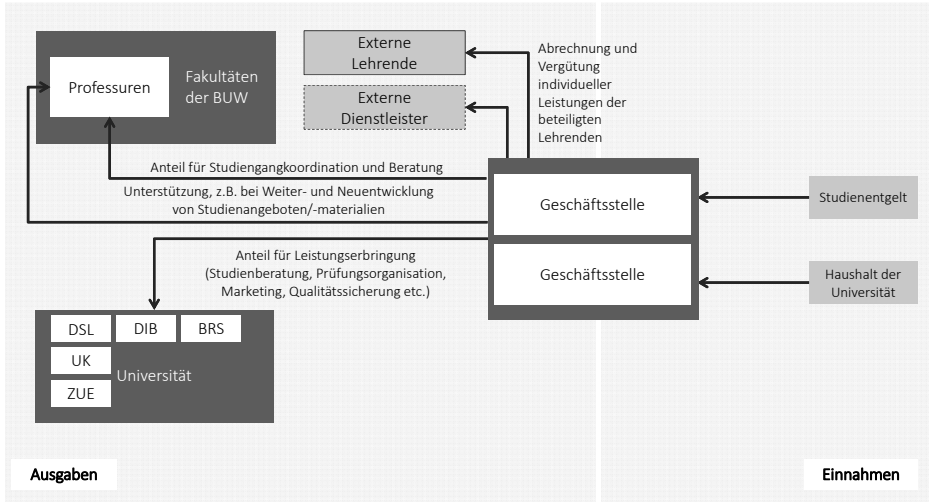 Professuren
Fakultäten
der BUW
Externe
Lehrende
Externe
Dienstleister
Abrechnung und
Vergütung
individueller
Leistungen der
beteiligten
Lehrenden
Anteil für Studiengangkoordination und Beratung
Unterstützung, z.B. bei Weiter- und Neuentwicklung
von Studienangeboten/-materialien
Geschäftsstelle
Studienentgelt
Anteil für Leistungserbringung
(Studienberatung, Prüfungsorganisation,
Marketing, Qualitätssicherung etc.)
Geschäftsstelle
Haushalt der
Universität
DSL
DIB
BRS
UK
Universität
ZUE
Ausgaben
Einnahmen